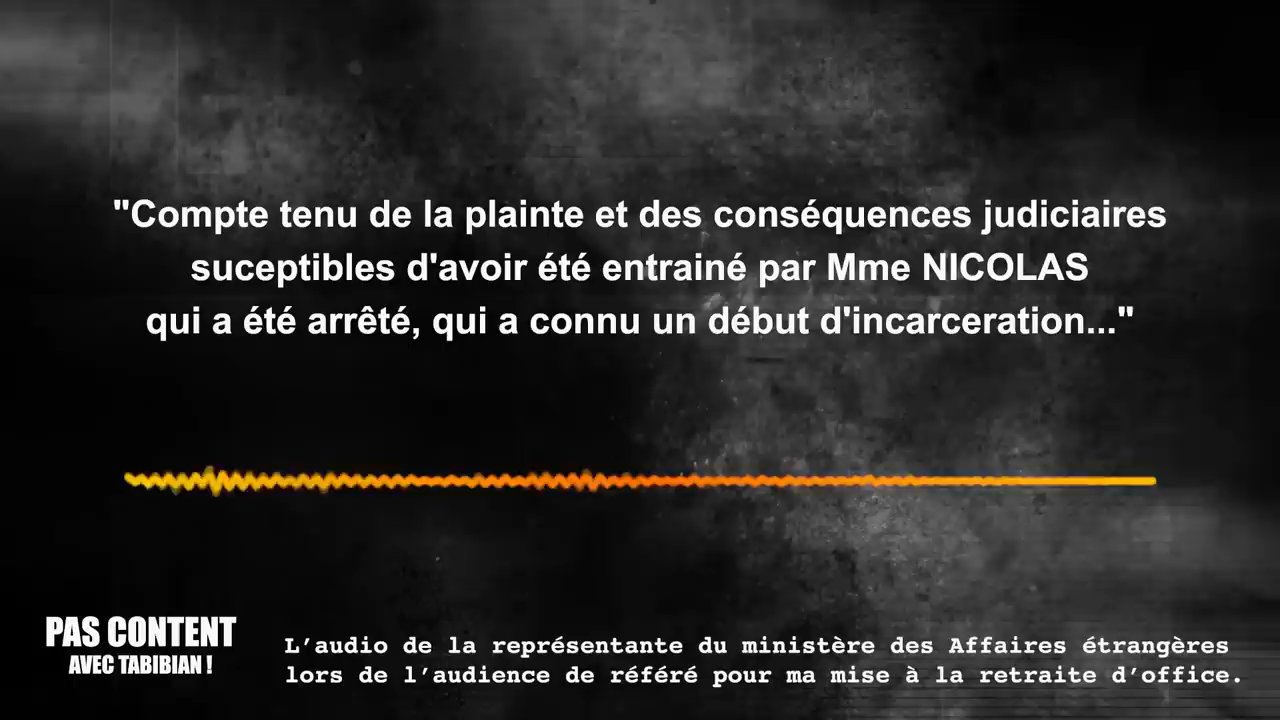 "Compte tenu de la plainte et des conséquences judiciaires
suceptibles d'avoir été entrainé par Mme NICOLAS
qui a été arrêté, qui a connu un début d'incarceration..."
PAS CONTENT
AVEC TABIBIAN !
L’audio de la représentante du ministère des Affaires étrangères
lors de l’audience de référé pour ma mise à la retraite d’office.